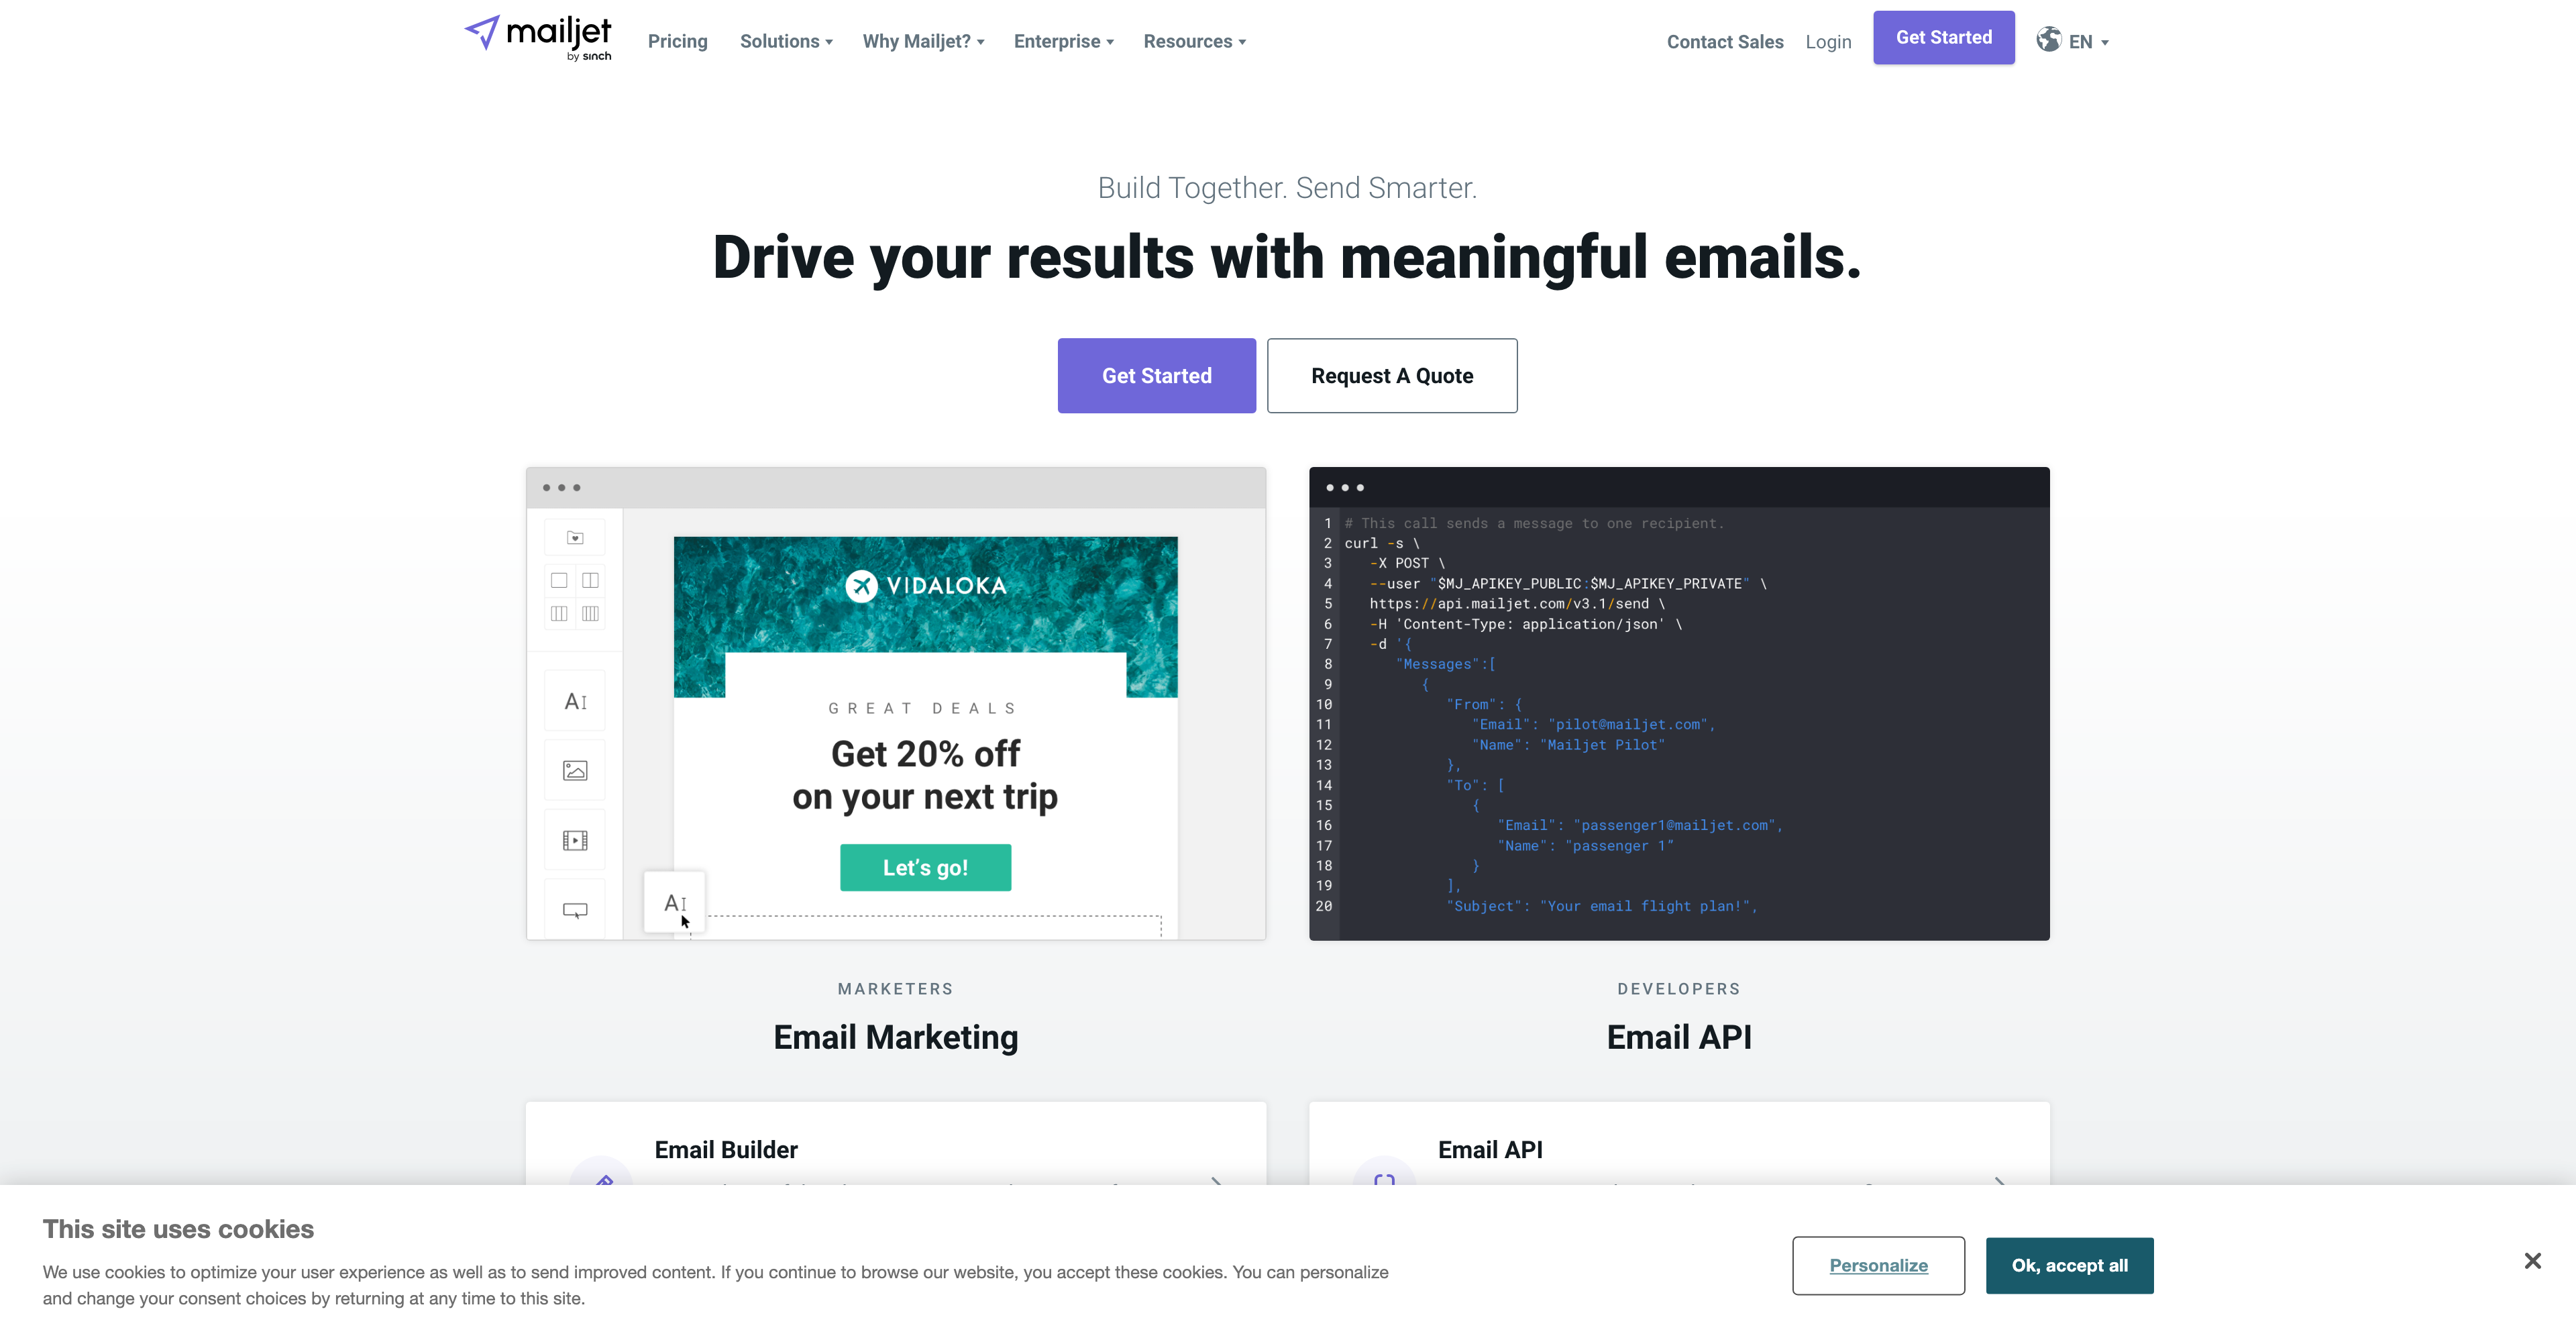 mailjet
by sinch
Pricing
Solutions
Why Mailjet?
Enterprise
Resources
Contact Sales
Login
Get Started
EN
Build Together. Send Smarter.
Drive your results with meaningful emails.
Get Started
Request A Quote
VIDALOKA
GREAT DEALS
Get 20% off
on your next trip
Let's go!
AI
AI
1 # This call sends a message to one recipient.
2 curl -s \
3 -X POST \
4 --user "$MJ_APIKEY_PUBLIC:$MJ_APIKEY_PRIVATE" \
5 https://api.mailjet.com/v3.1/send \
6 -H 'Content-Type: application/json' \
7 -d '{
8 "Messages":[
9 {
10 "From": {
11 "Email": "pilot@mailjet.com",
12 "Name": "Mailjet Pilot"
13 },
14 "To": [
15 {
16 "Email": "passenger1@mailjet.com",
17 "Name": "passenger 1"
18 }
19 ],
20 "Subject": "Your email flight plan!",
MARKETERS
Email Marketing
DEVELOPERS
Email API
Email Builder
Email API
This site uses cookies
We use cookies to optimize your user experience as well as to send improved content. If you continue to browse our website, you accept these cookies. You can personalize
and change your consent choices by returning at any time to this site.
Personalize
Ok, accept all